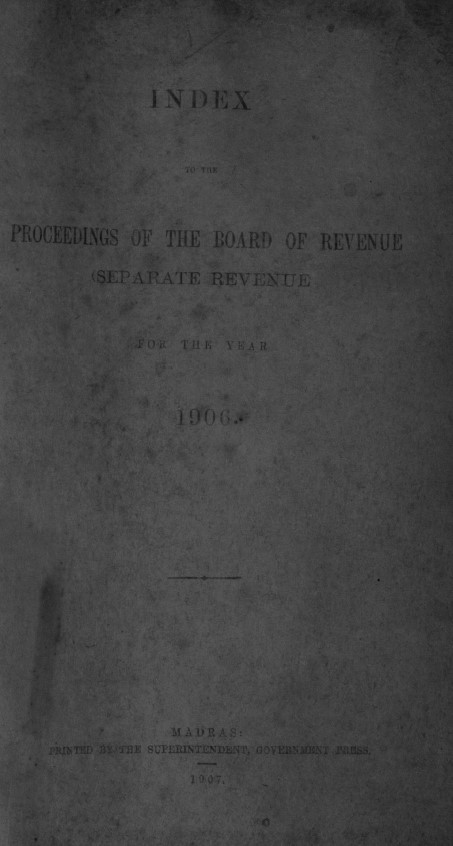 INDEX
TO THE
PROCEEDINGS OF THE BOARD OF REVENUE
(SEPARATE REVENUE
FOR THE YEAR
1906.
MADRAS:
PRINTED BY THE SUPERINTENDENT, GOVERNMENT PRESS.
1907.